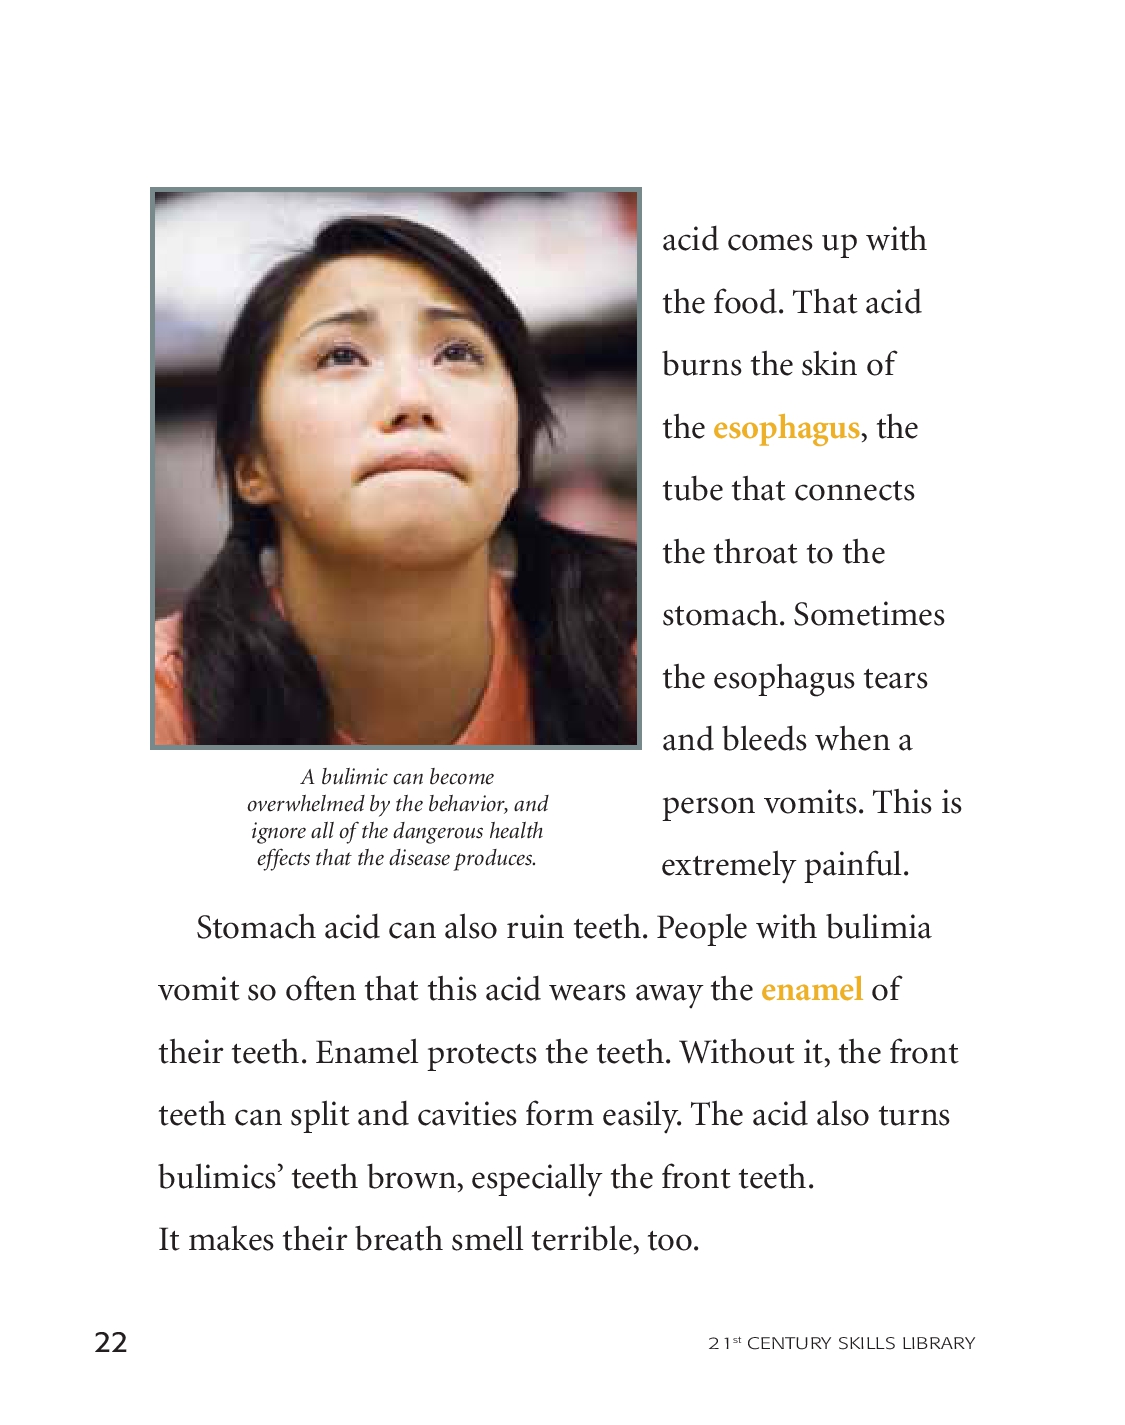 acid comes up with
the food. That acid
burns the skin of
the esophagus, the
tube that connects
the throat to the
stomach. Sometimes
the esophagus tears
and bleeds when a
person vomits. This is
extremely painful.
A bulimic can become
overwhelmed by the behavior, and
ignore all of the dangerous health
effects that the disease produces.
Stomach acid can also ruin teeth. People with bulimia
vomit so often that this acid wears away the enamel of
their teeth. Enamel protects the teeth. Without it, the front
teeth can split and cavities form easily. The acid also turns
bulimics’ teeth brown, especially the front teeth.
It makes their breath smell terrible, too.
22
21st CENTURY SKILLS LIBRARY